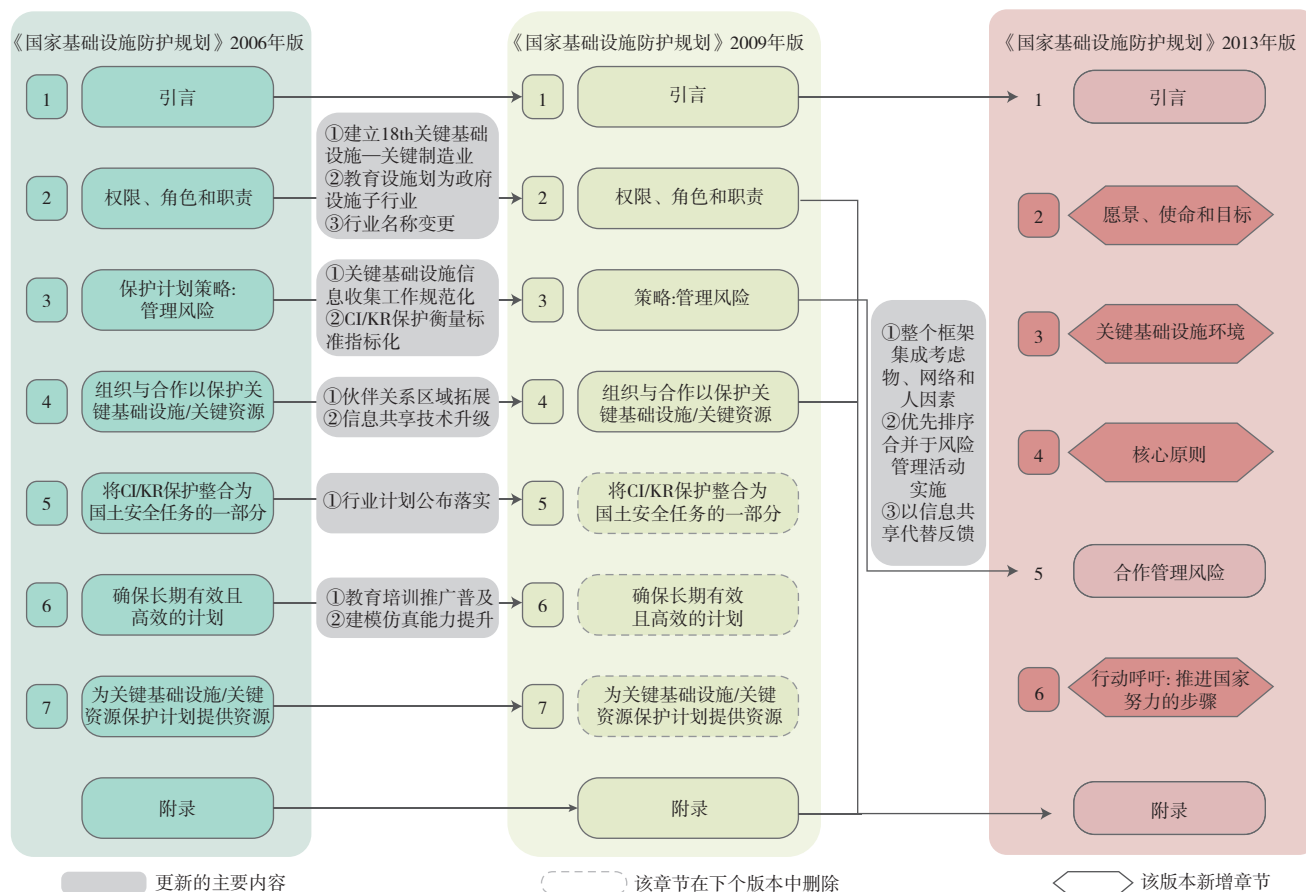 《国家基础设施防护规划》2006年版
1
引言
2
权限、角色和职责
3
保护计划策略:
管理风险
4
组织与合作以保护关
键基础设施/关键资源
5
将CI/KR保护整合为
国土安全任务的一部分
6
确保长期有效且
高效的计划
7
为关键基础设施/关键
资源保护计划提供资源
附录
①建立18th关键基础
设施—关键制造业
②教育设施划为政府
设施子行业
③行业名称变更
①关键基础设施信
息收集工作规范化
②CI/KR保护衡量标
准指标化
①伙伴关系区域拓展
②信息共享技术升级
①行业计划公布落实
①教育培训推广普及
②建模仿真能力提升
《国家基础设施防护规划》2009年版
1
引言
2
权限、角色和职责
3
策略:管理风险
4
组织与合作以保护关
键基础设施/关键资源
5
将CI/KR保护整合为
国土安全任务的一部分
6
确保长期有效
且高效的计划
7
为关键基础设施/关键
资源保护计划提供资源
附录
①整个框架
集成考虑
物、网络和
人因素
②优先排序
合并于风险
管理活动
实施
③以信息共
享代替反馈
《国家基础设施防护规划》2013年版
1
引言
2
愿景、使命和目标
3
关键基础设施环境
4
核心原则
5
合作管理风险
6
行动呼吁: 推进国家
努力的步骤
附录
更新的主要内容
该章节在下个版本中删除
该版本新增章节